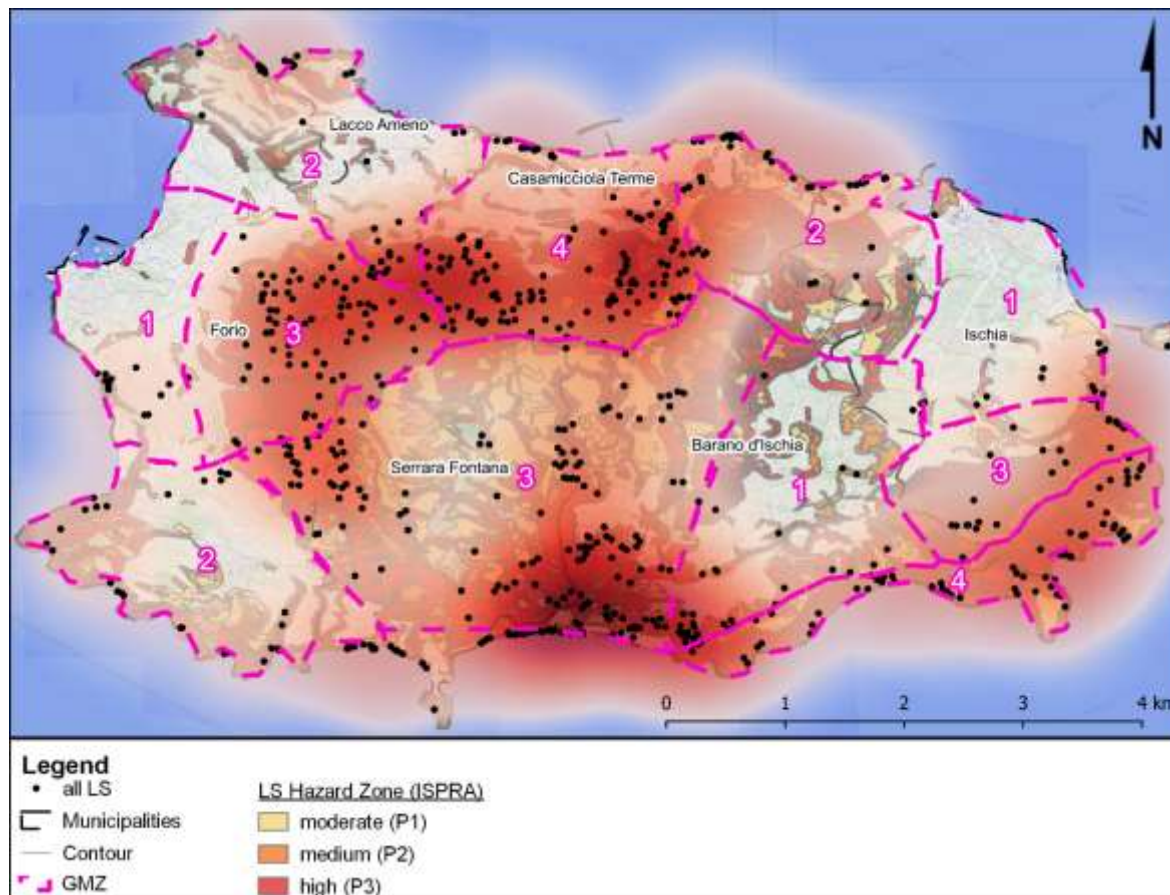 N
Lacco Ameno
2
Casamicciola Terme
4
2
1
3
Forio
1
Ischia
Serrara Fontana
3
Barano d'Ischia
1
3
2
4
0 1 2 3 4 km
Legend
all LS
Municipalities
Contour
GMZ
LS Hazard Zone (ISPRA)
moderate (P1)
medium (P2)
high (P3)